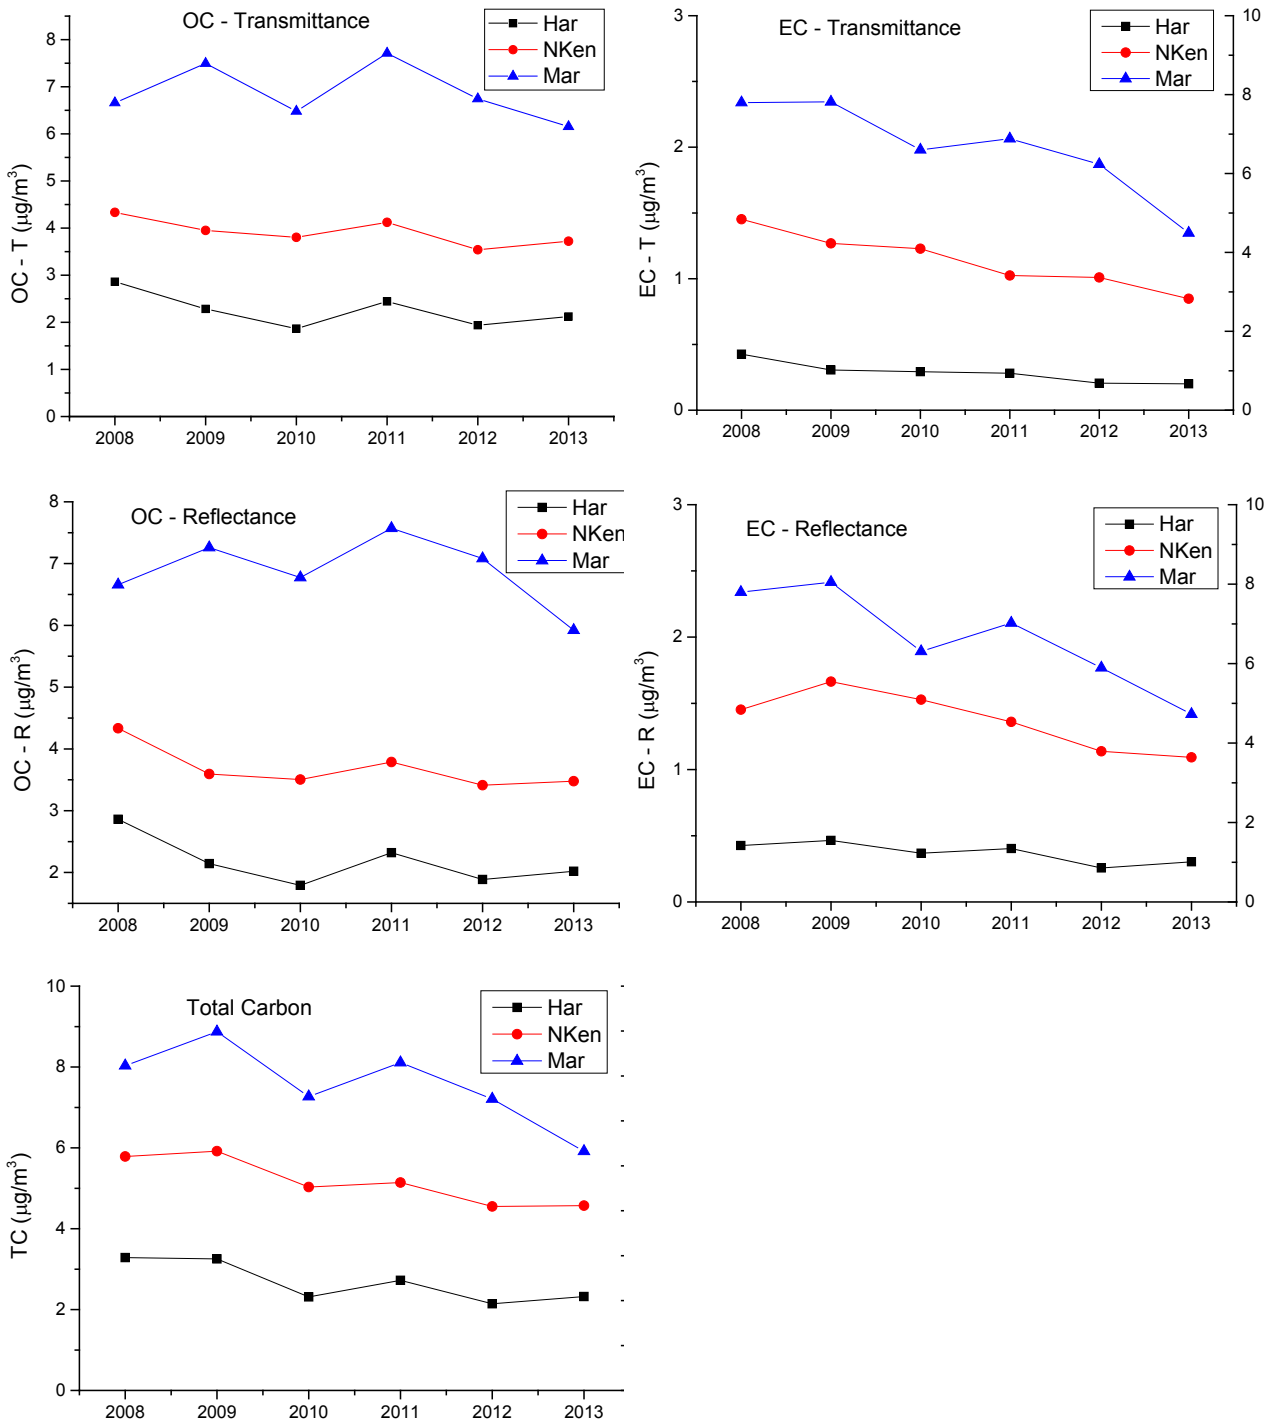 OC - Transmittance
Har
NKen
Mar
8
7
6
5
4
3
2
1
0
OC - T (μg/m³)
2008 2009 2010 2011 2012 2013
EC - Transmittance
Har
NKen
Mar
3
2
1
0
EC - T (μg/m³)
10
8
6
4
2
0
2008 2009 2010 2011 2012 2013
OC - Reflectance
Har
NKen
Mar
8
7
6
5
4
3
2
OC - R (μg/m³)
2008 2009 2010 2011 2012 2013
EC - Reflectance
Har
NKen
Mar
3
2
1
0
EC - R (μg/m³)
10
8
6
4
2
0
2008 2009 2010 2011 2012 2013
Total Carbon
Har
NKen
Mar
10
8
6
4
2
0
TC (μg/m³)
2008 2009 2010 2011 2012 2013